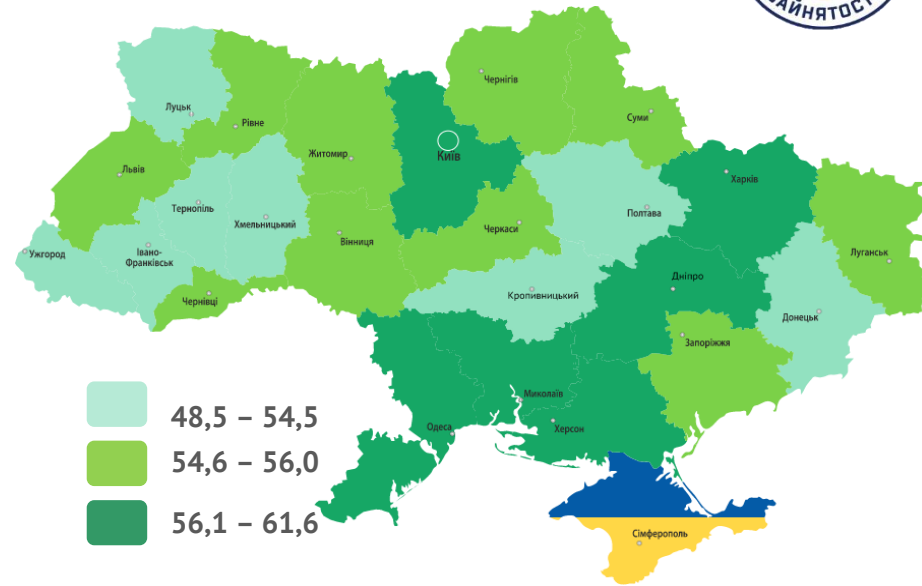 ЗАЙНЯТОСТ
Чернігів
Луцьк
Рівне
Суми
Київ
Житомир
Львів
Харків
Тернопіль
Полтава
Хмельницький
Черкаси
Вінниця
Ужгород
Івано-
Франківськ
Луганськ
Дніпро
Чернівці
Кропивницький
Донецьк
Запоріжжя
Миколаїв
Одеса
Херсон
48,5 – 54,5
54,6 – 56,0
56,1 – 61,6
Сімферополь